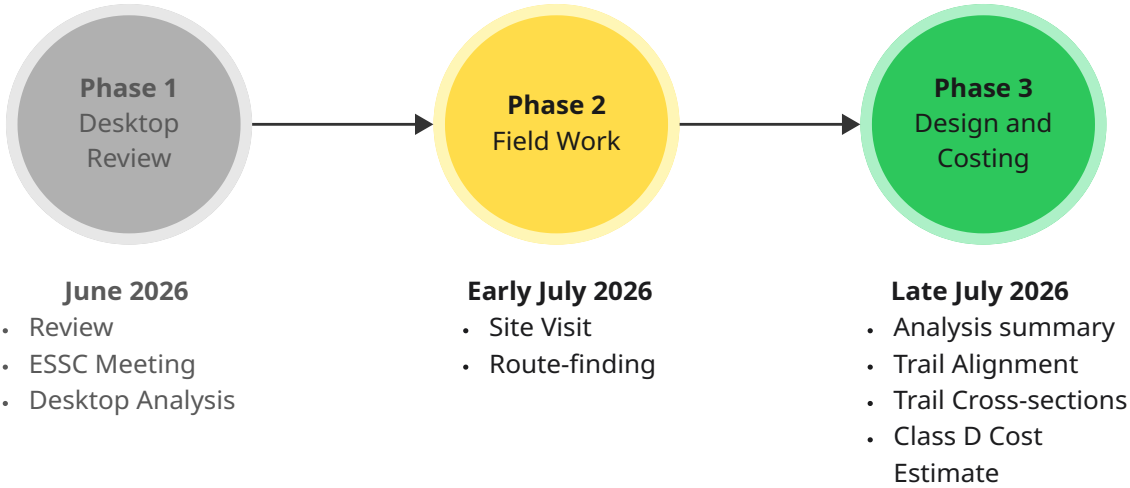 Phase 1
Desktop
Review
Phase 2
Field Work
Phase 3
Design and
Costing
June 2026
• Review
• ESSC Meeting
• Desktop Analysis
Early July 2026
• Site Visit
• Route-finding
Late July 2026
• Analysis summary
• Trail Alignment
• Trail Cross-sections
• Class D Cost
Estimate